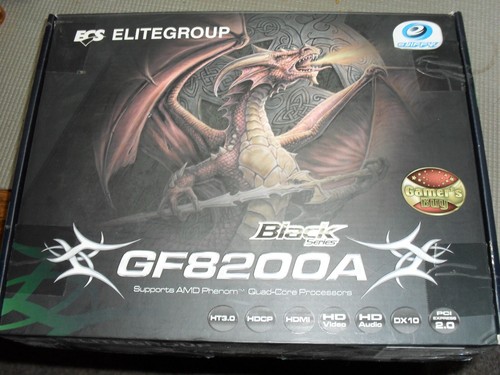 ECS ELITEGROUP
GAMER'S
Black
Series
GF8200A
Supports AMD Phenom™ Quad-Core Processors
HT3.0
HDCP
HDMI
HD Video
HD Audio
DX10
PCI EXPRESS 2.0